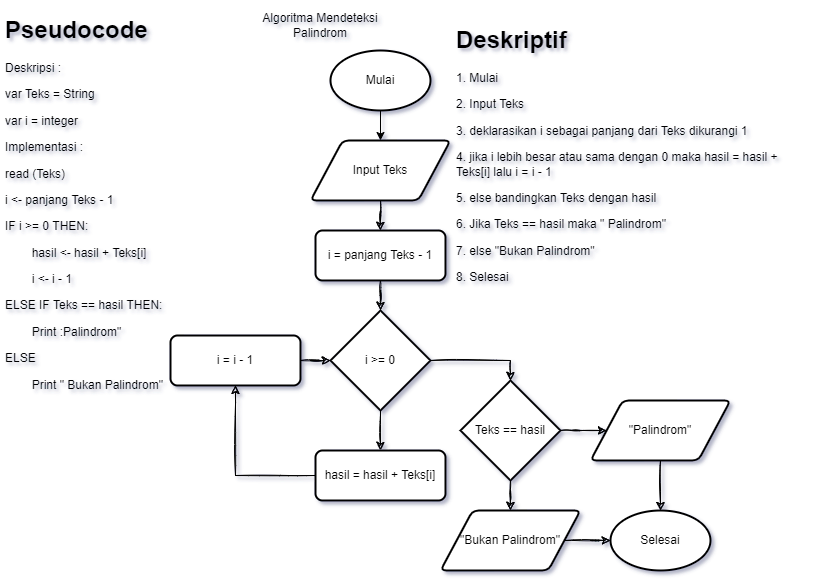 Pseudocode
Deskripsi :
var Teks = String
var i = integer
Implementasi :
read (Teks)
i <- panjang Teks - 1
IF i >= 0 THEN:
hasil <- hasil + Teks[i]
i <- i - 1
ELSE IF Teks == hasil THEN:
Print :Palindrom"
ELSE
Print " Bukan Palindrom"
Algoritma Mendeteksi
Palindrom
Mulai
Input Teks
i = panjang Teks - 1
i >= 0
i = i - 1
hasil = hasil + Teks[i]
Teks == hasil
"Palindrom"
"Bukan Palindrom"
Selesai
Deskriptif
1. Mulai
2. Input Teks
3. deklarasikan i sebagai panjang dari Teks dikurangi 1
4. jika i lebih besar atau sama dengan 0 maka hasil = hasil +
Teks[i] lalu i = i - 1
5. else bandingkan Teks dengan hasil
6. Jika Teks == hasil maka " Palindrom"
7. else "Bukan Palindrom"
8. Selesai